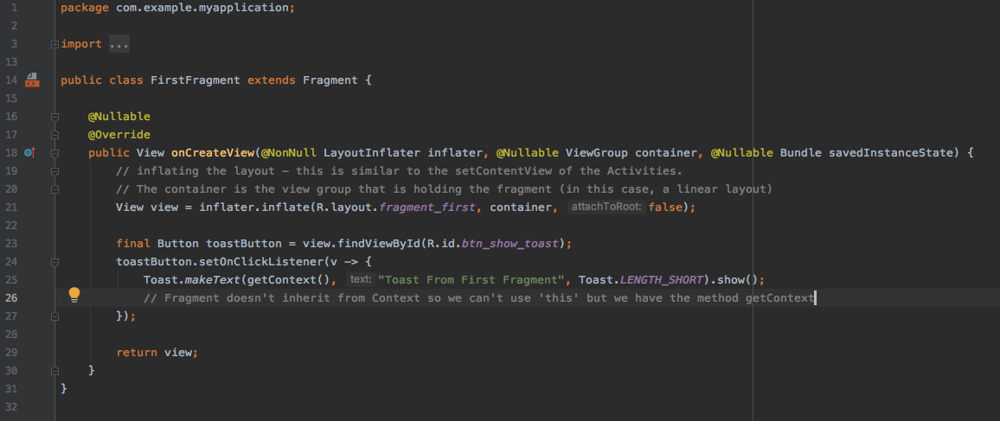 1 package com.example.myapplication;
2
3 import ...
13
14 public class FirstFragment extends Fragment {
15
16 @Nullable
17 @Override
18 public View onCreateView(@NonNull LayoutInflater inflater, @Nullable ViewGroup container, @Nullable Bundle savedInstanceState) {
19 // inflating the layout – this is similar to the setContentView of the Activities.
20 // The container is the view group that is holding the fragment (in this case, a linear layout)
21 View view = inflater.inflate(R.layout.fragment_first, container, attachToRoot: false);
22
23 final Button toastButton = view.findViewById(R.id.btn_show_toast);
24 toastButton.setOnClickListener(v -> {
25 Toast.makeText(getContext(), text: "Toast From First Fragment", Toast.LENGTH_SHORT).show();
26 // Fragment doesn't inherit from Context so we can't use 'this' but we have the method getContext
27 });
28
29 return view;
30 }
31 }
32